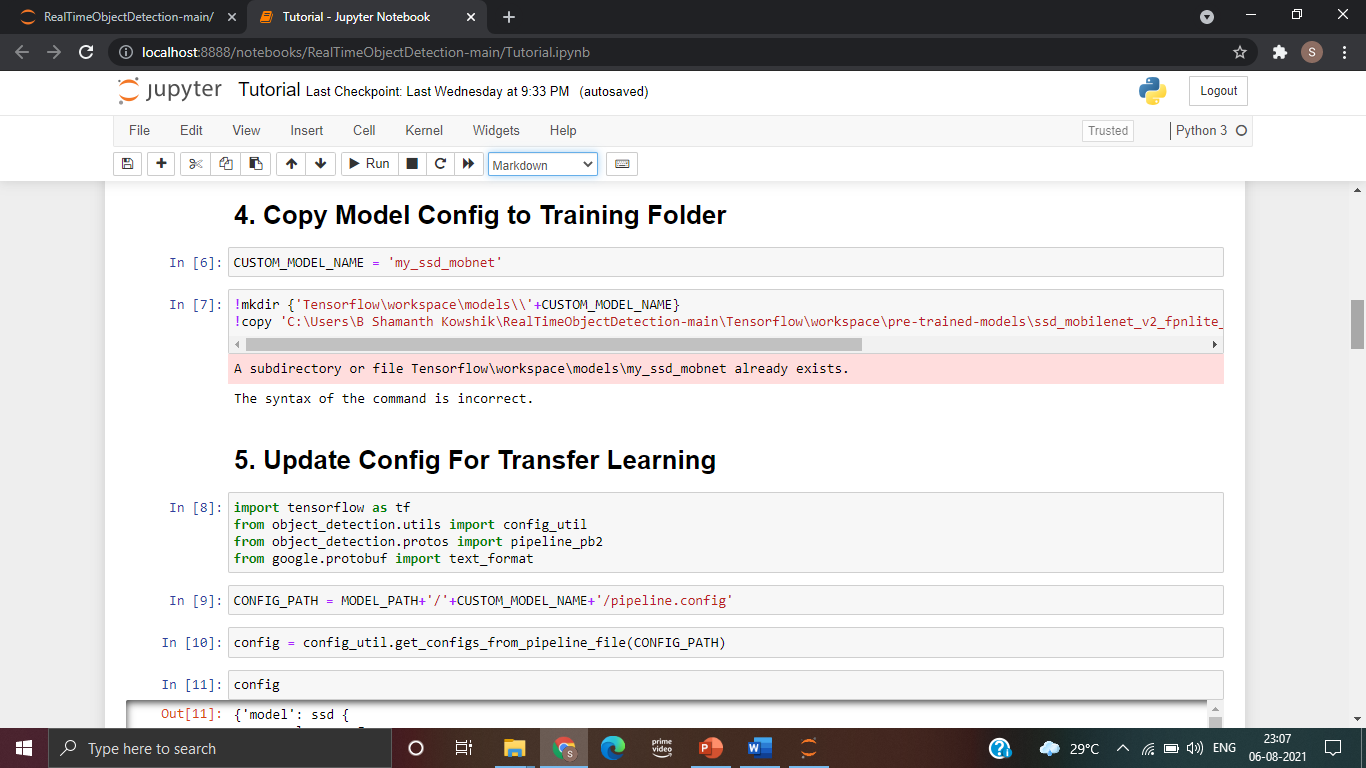 RealTimeObjectDetection-main/
Tutorial - Jupyter Notebook
localhost:8888/notebooks/RealTimeObjectDetection-main/Tutorial.ipynb
S
jupyter Tutorial Last Checkpoint: Last Wednesday at 9:33 PM (autosaved)
Logout
File Edit View Insert Cell Kernel Widgets Help
Trusted
Python 3
Run
Markdown
4. Copy Model Config to Training Folder
In [6]: CUSTOM_MODEL_NAME = 'my_ssd_mobnet'
In [7]: !mkdir {'Tensorflow\workspace\models\\'+CUSTOM_MODEL_NAME}
!copy 'C:\Users\B Shamanth Kowshik\RealTimeObjectDetection-main\Tensorflow\workspace\pre-trained-models\ssd_mobilenet_v2_fpnlite_
A subdirectory or file Tensorflow\workspace\models\my_ssd_mobnet already exists.
The syntax of the command is incorrect.
5. Update Config For Transfer Learning
In [8]: import tensorflow as tf
from object_detection.utils import config_util
from object_detection.protos import pipeline_pb2
from google.protobuf import text_format
In [9]: CONFIG_PATH = MODEL_PATH+'/'+CUSTOM_MODEL_NAME+'/pipeline.config'
In [10]: config = config_util.get_configs_from_pipeline_file(CONFIG_PATH)
In [11]: config
Out[11]: {'model': ssd {
Type here to search
prime
video
29°C
ENG
23:07
06-08-2021